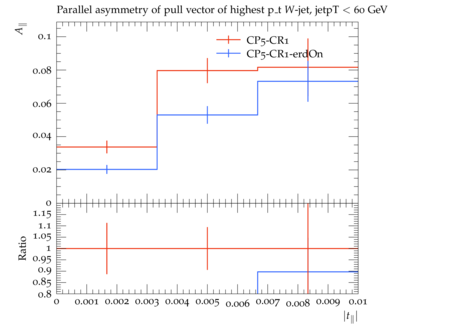 Parallel asymmetry of pull vector of highest p_t W-jet, jetpT < 60 GeV
A∥
0.1
0.08
0.06
0.04
0.02
0
CP5-CR1
CP5-CR1-erdOn
Ratio
1.15
1.1
1.05
1
0.95
0.9
0.85
0.8
0 0.001 0.002 0.003 0.004 0.005 0.006 0.007 0.008 0.009 0.01
|t∥|